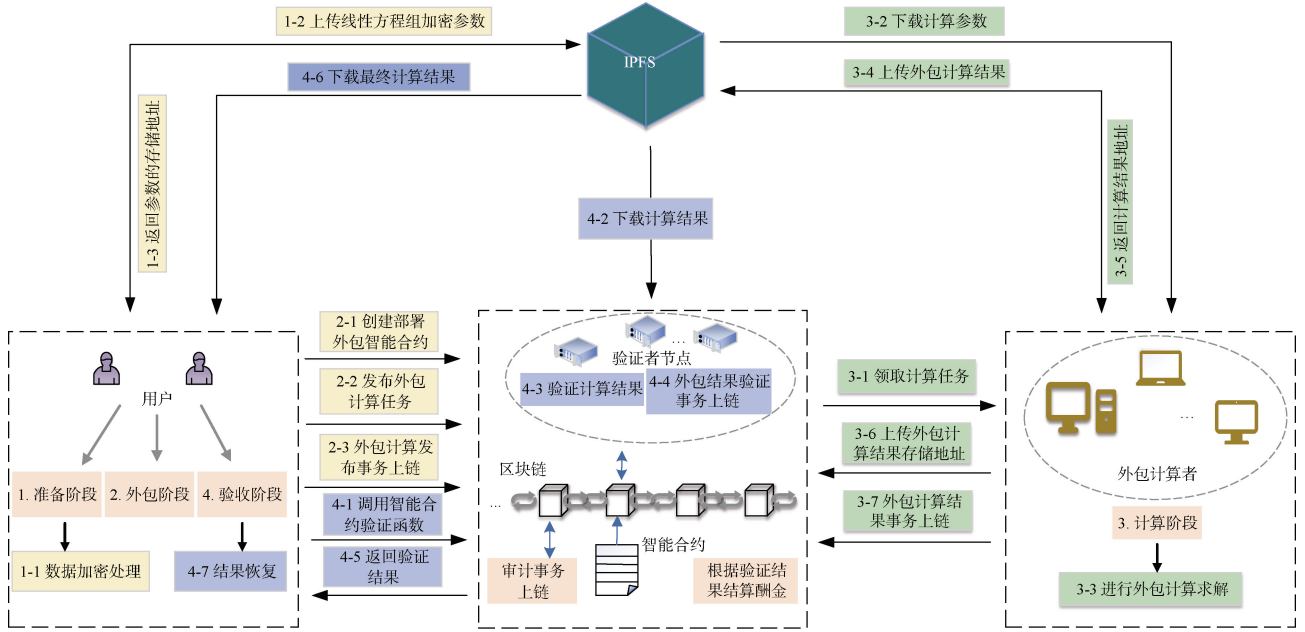 1-2 上传线性方程组加密参数
3-2 下载计算参数
IPFS
4-6 下载最终计算结果
3-4 上传外包计算结果
1-3 返回参数的存储地址
3-5 返回计算结果地址
4-2 下载计算结果
用户
1. 准备阶段
2. 外包阶段
4. 验收阶段
1-1 数据加密处理
4-7 结果恢复
2-1 创建部署
外包智能合约
2-2 发布外包
计算任务
2-3 外包计算发
布事务上链
4-1 调用智能合
约验证函数
4-5 返回验证
结果
...
验证者节点
4-3 验证计算结果
4-4 外包结果验证
事务上链
区块链
...
智能合约
审计事务
上链
根据验证结
果结算酬金
3-1 领取计算任务
3-6 上传外包计
算结果存储地址
3-7 外包计算结
果事务上链
...
外包计算者
3. 计算阶段
3-3 进行外包计算求解